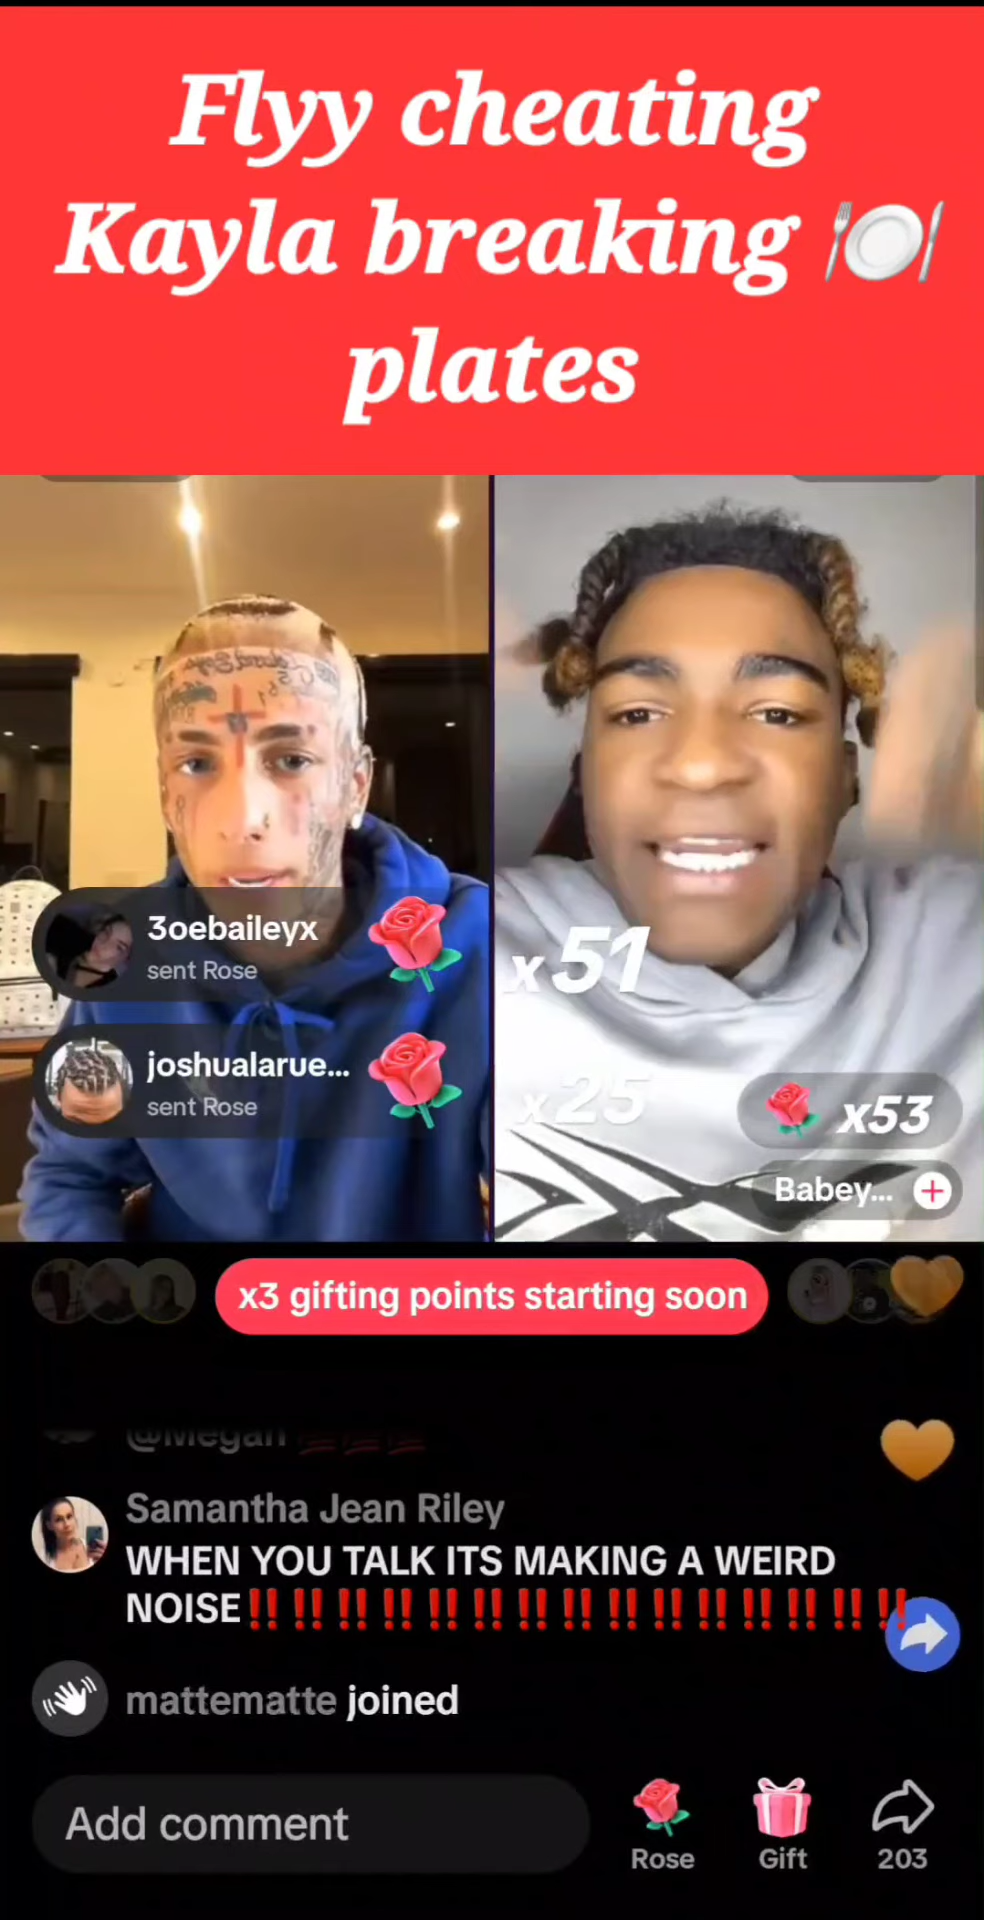 Flyy cheating
Kayla breaking 🍽
plates
3oebaileyx
sent Rose
joshualarue...
sent Rose
x51
x25
x53
Babey...
x3 gifting points starting soon
@Megan
Samantha Jean Riley
WHEN YOU TALK ITS MAKING A WEIRD
NOISE‼‼‼‼‼‼‼‼‼‼‼‼‼‼‼
mattematte joined
Add comment
Rose
Gift
203